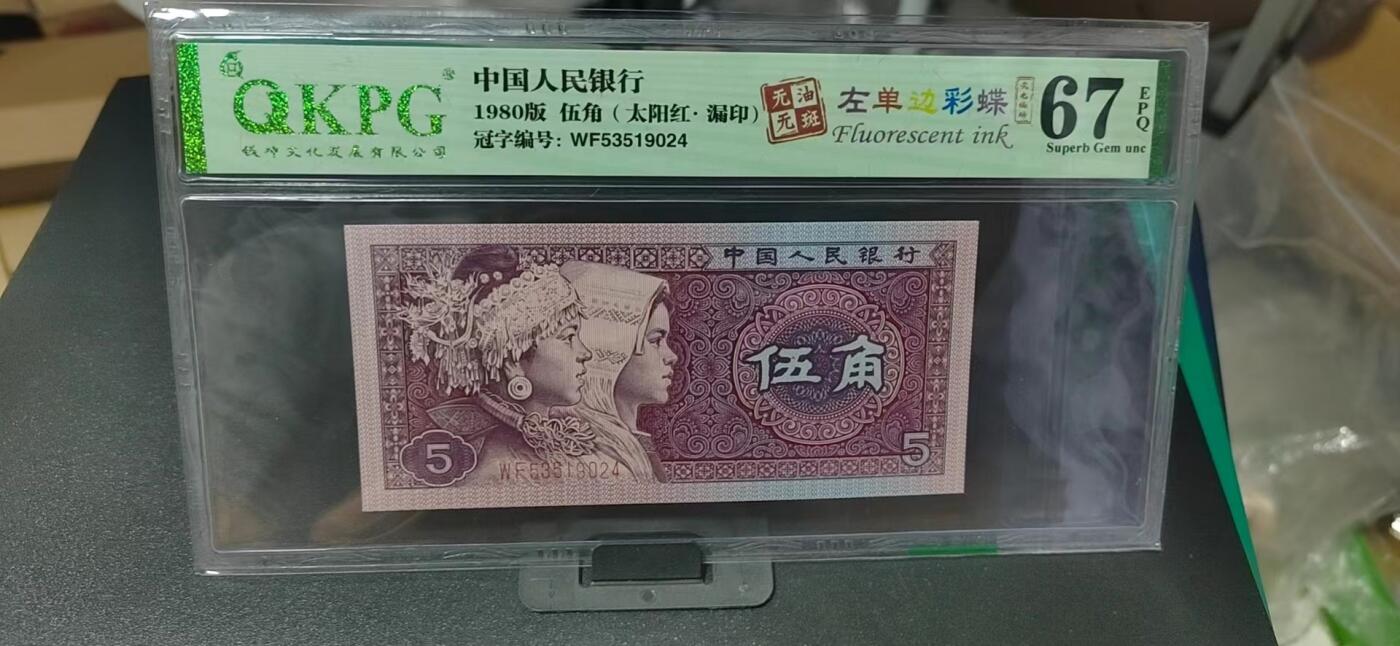 QKPG
钱冲文化发展有限公司
中国人民银行
1980版 伍角（太阳红·漏印）
冠字编号：WF53519024
无油
无斑
左单边彩蝶
Fluorescent ink
67
EPQ
Superb Gem unc
中国人民银行
伍角
5
WF53519024
5